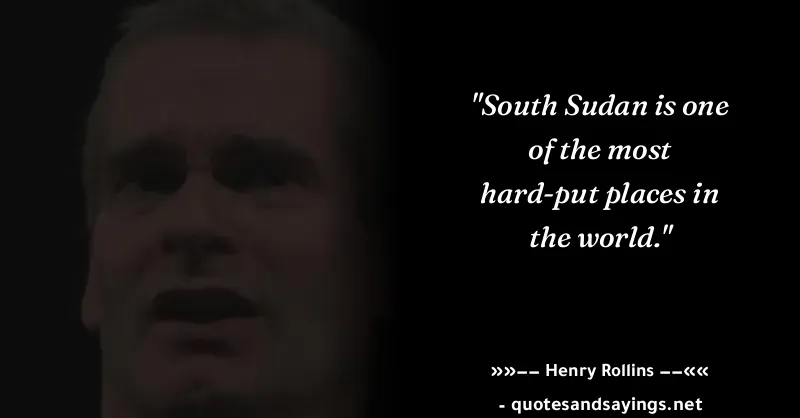 "South Sudan is one
of the most
hard-put places in
the world."
»»−− Henry Rollins −−««
- quotesandsayings.net